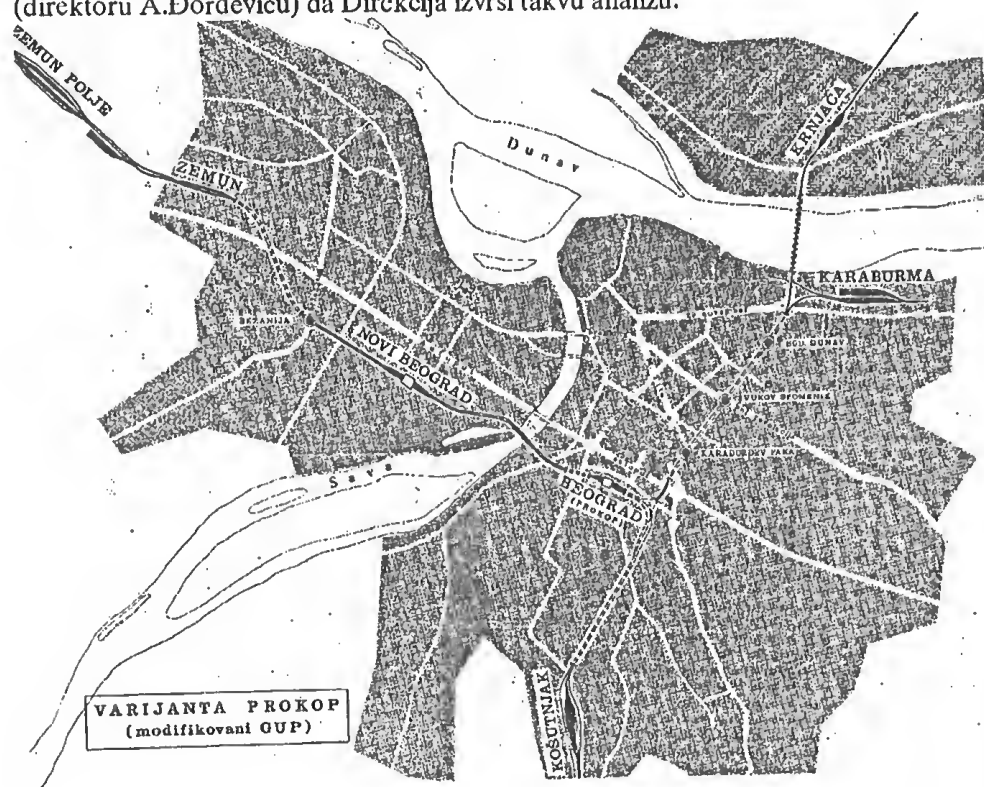 (direktoru A.Đorđeviću) da Direkcija izvrši takvu analizu.
ZEMUN POLJE
ZEMUN
Dunav
KRNJAČA
KARABURMA
BEŽANIJA
NOVI BEOGRAD
BGD. DUNAV
VUKOV SPOMENIK
KARAĐORĐEV PARK
Sava
BEOGRAD
(PROKOP)
KOŠUTNJAK
VARIJANTA PROKOP
(modifikovani GUP)